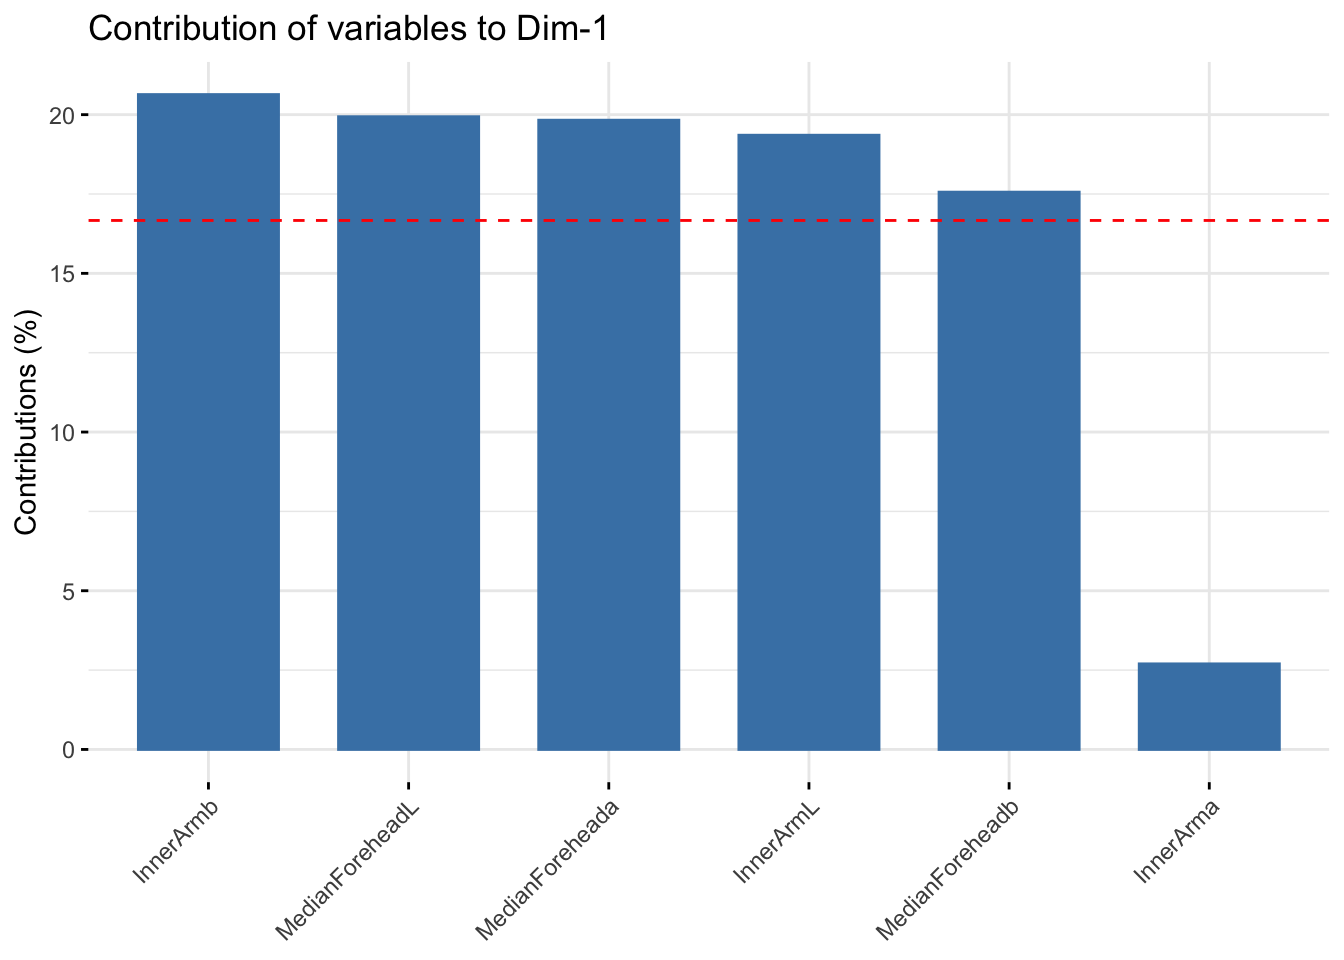 Contribution of variables to Dim-1
Contributions (%)
20
15
10
5
0
InnerArmb
MedianForeheadL
MedianForeheada
InnerArmL
MedianForeheadb
InnerArma